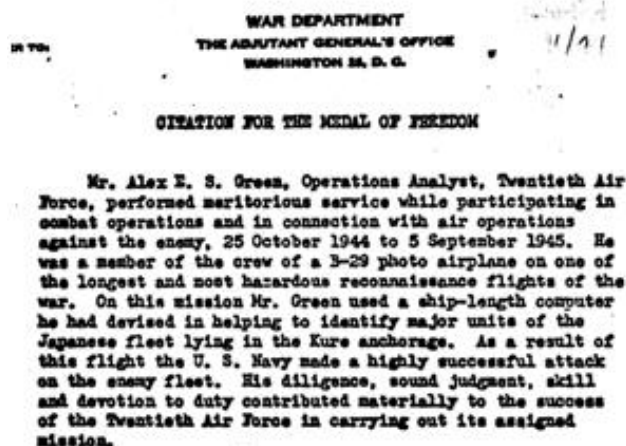 WAR DEPARTMENT
THE ADJUTANT GENERAL'S OFFICE
WASHINGTON 25, D. C.
CITATION FOR THE MEDAL OF FREEDOM
Mr. Alex E. S. Green, Operations Analyst, Twentieth Air
Force, performed meritorious service while participating in
combat operations and in connection with air operations
against the enemy, 25 October 1944 to 5 September 1945. He
was a member of the crew of a B-29 photo airplane on one of
the longest and most hazardous reconnaissance flights of the
war. On this mission Mr. Green used a ship-length computer
he had devised in helping to identify major units of the
Japanese fleet lying in the Kure anchorage. As a result of
this flight the U. S. Navy made a highly successful attack
on the enemy fleet. His diligence, sound judgment, skill
and devotion to duty contributed materially to the success
of the Twentieth Air Force in carrying out its assigned
mission.